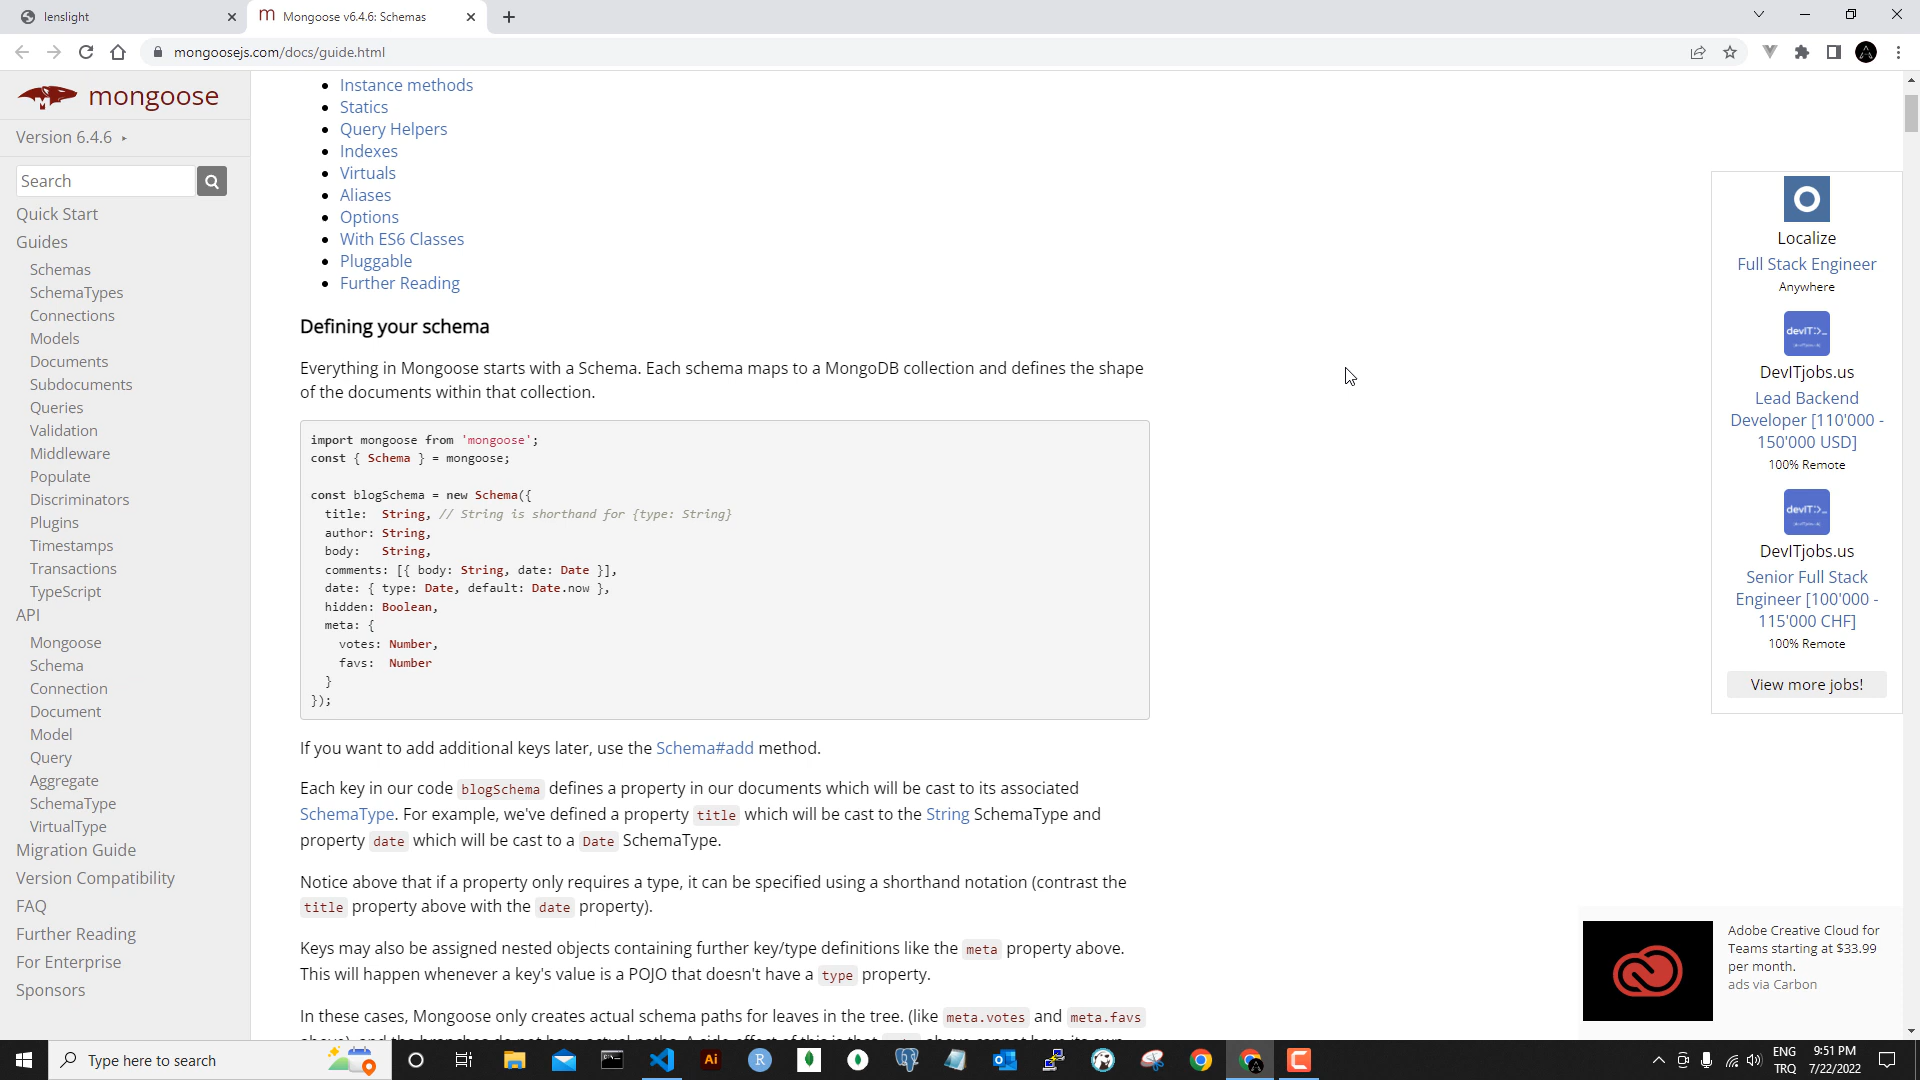 lenslight
Mongoose v6.4.6: Schemas
mongoosejs.com/docs/guide.html
mongoose
Version 6.4.6
Search
Quick Start
Guides
Schemas
SchemaTypes
Connections
Models
Documents
Subdocuments
Queries
Validation
Middleware
Populate
Discriminators
Plugins
Timestamps
Transactions
TypeScript
API
Mongoose
Schema
Connection
Document
Model
Query
Aggregate
SchemaType
VirtualType
Migration Guide
Version Compatibility
FAQ
Further Reading
For Enterprise
Sponsors
Instance methods
Statics
Query Helpers
Indexes
Virtuals
Aliases
Options
With ES6 Classes
Pluggable
Further Reading
Defining your schema
Everything in Mongoose starts with a Schema. Each schema maps to a MongoDB collection and defines the shape
of the documents within that collection.
import mongoose from 'mongoose';
const { Schema } = mongoose;
const blogSchema = new Schema({
title:  String, // String is shorthand for {type: String}
author: String,
body:   String,
comments: [{ body: String, date: Date }],
date: { type: Date, default: Date.now },
hidden: Boolean,
meta: {
votes: Number,
favs:  Number
}
});
If you want to add additional keys later, use the Schema#add method.
Each key in our code blogSchema defines a property in our documents which will be cast to its associated
SchemaType. For example, we've defined a property title which will be cast to the String SchemaType and
property date which will be cast to a Date SchemaType.
Notice above that if a property only requires a type, it can be specified using a shorthand notation (contrast the
title property above with the date property).
Keys may also be assigned nested objects containing further key/type definitions like the meta property above.
This will happen whenever a key's value is a POJO that doesn't have a type property.
In these cases, Mongoose only creates actual schema paths for leaves in the tree. (like meta.votes and meta.favs
Localize
Full Stack Engineer
Anywhere
devIT:>_
DevITjobs.us
Lead Backend
Developer [110'000 -
150'000 USD]
100% Remote
devIT:>_
DevITjobs.us
Senior Full Stack
Engineer [100'000 -
115'000 CHF]
100% Remote
View more jobs!
Adobe Creative Cloud for
Teams starting at $33.99
per month.
ads via Carbon
Type here to search
Ai
R
ENG
TRQ
9:51 PM
7/22/2022